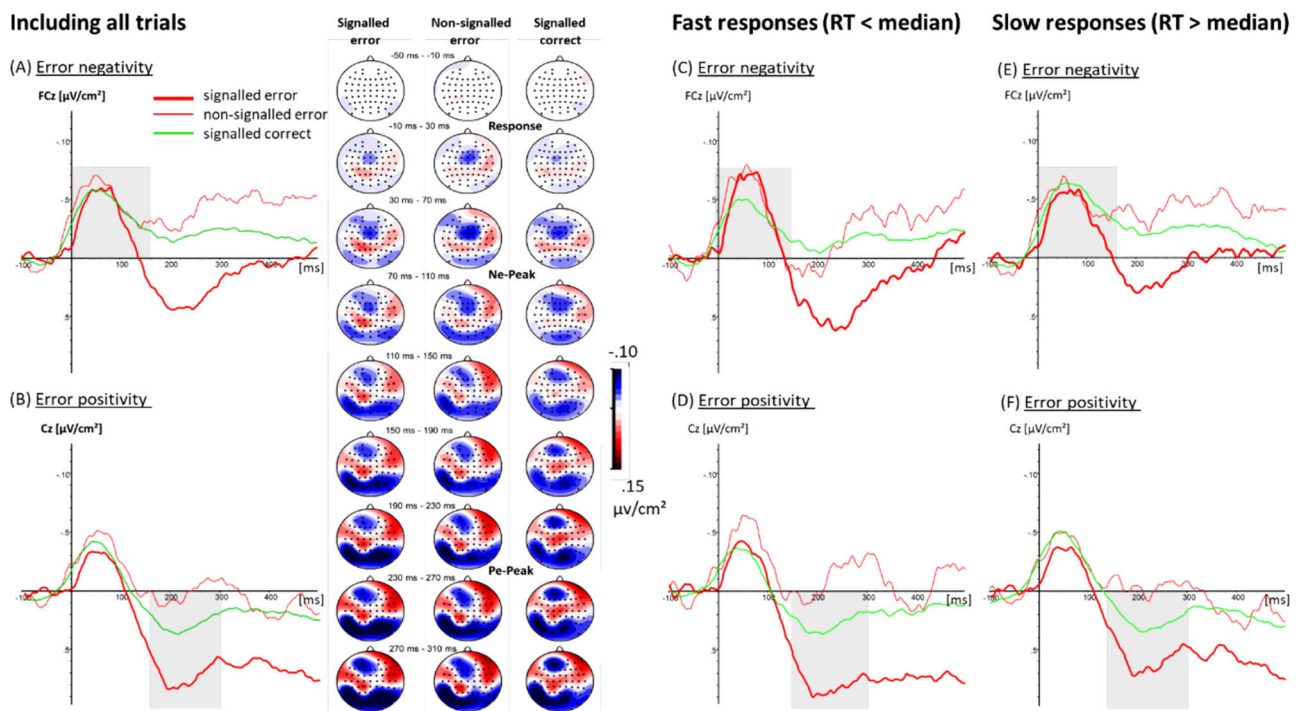 Including all trials
Signalled error
Non-signalled error
Signalled correct
Fast responses (RT < median)
Slow responses (RT > median)
(A) Error negativity
FCz [µV/cm²]
signalled error
non-signalled error
signalled correct
-.10
-.5
.5
-100
100
200
300
400
[ms]
(B) Error positivity
Cz [µV/cm²]
-.10
-.5
.5
-100
100
200
300
400
[ms]
-50 ms - -10 ms
-10 ms - 30 ms
Response
30 ms - 70 ms
70 ms - 110 ms
Ne-Peak
110 ms - 150 ms
150 ms - 190 ms
190 ms - 230 ms
230 ms - 270 ms
Pe-Peak
270 ms - 310 ms
-.10
.15
µv/cm²
(C) Error negativity
FCz [µV/cm²]
-.10
-.5
.5
-100
100
200
300
400
[ms]
(D) Error positivity
Cz [µV/cm²]
-.10
-.5
.5
-100
100
200
300
400
[ms]
(E) Error negativity
FCz [µV/cm²]
-.10
-.5
.5
-100
100
200
300
400
[ms]
(F) Error positivity
Cz [µV/cm²]
-.10
-.5
.5
-100
100
200
300
400
[ms]